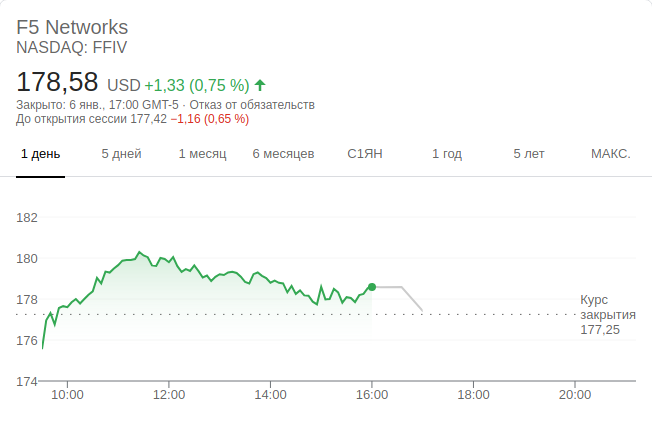 F5 Networks
NASDAQ: FFIV
178,58 USD +1,33 (0,75 %)
Закрыто: 6 янв., 17:00 GMT-5 · Отказ от обязательств
До открытия сессии 177,42 −1,16 (0,65 %)
1 день 5 дней 1 месяц 6 месяцев С1ЯН 1 год 5 лет МАКС.
182
180
178
Курс
закрытия
177,25
176
174
10:00 12:00 14:00 16:00 18:00 20:00